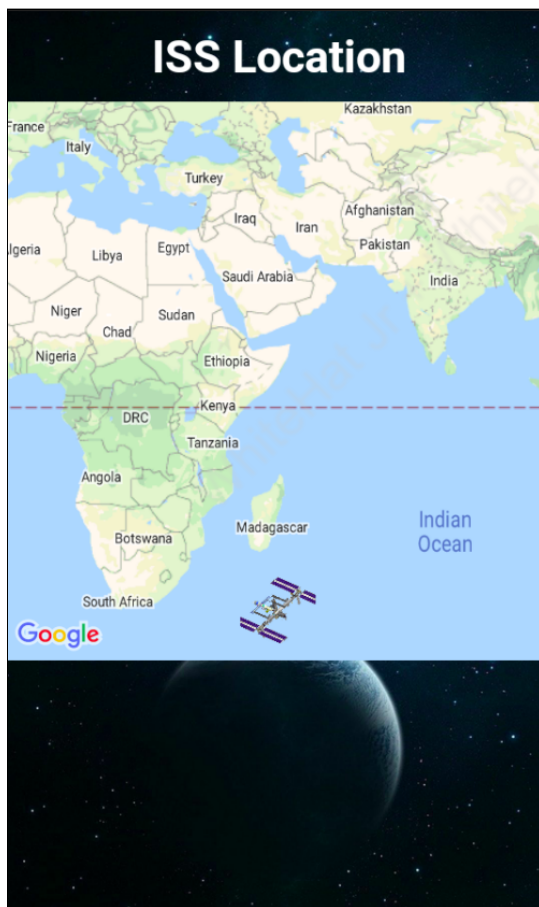 ISS Location
Kazakhstan
France
Italy
Turkey
Afghanistan
Iraq
Iran
Pakistan
Algeria
Libya
Egypt
Saudi Arabia
India
Niger
Sudan
Chad
Nigeria
Ethiopia
Kenya
DRC
Tanzania
Angola
Madagascar
Indian
Ocean
Botswana
South Africa
Google